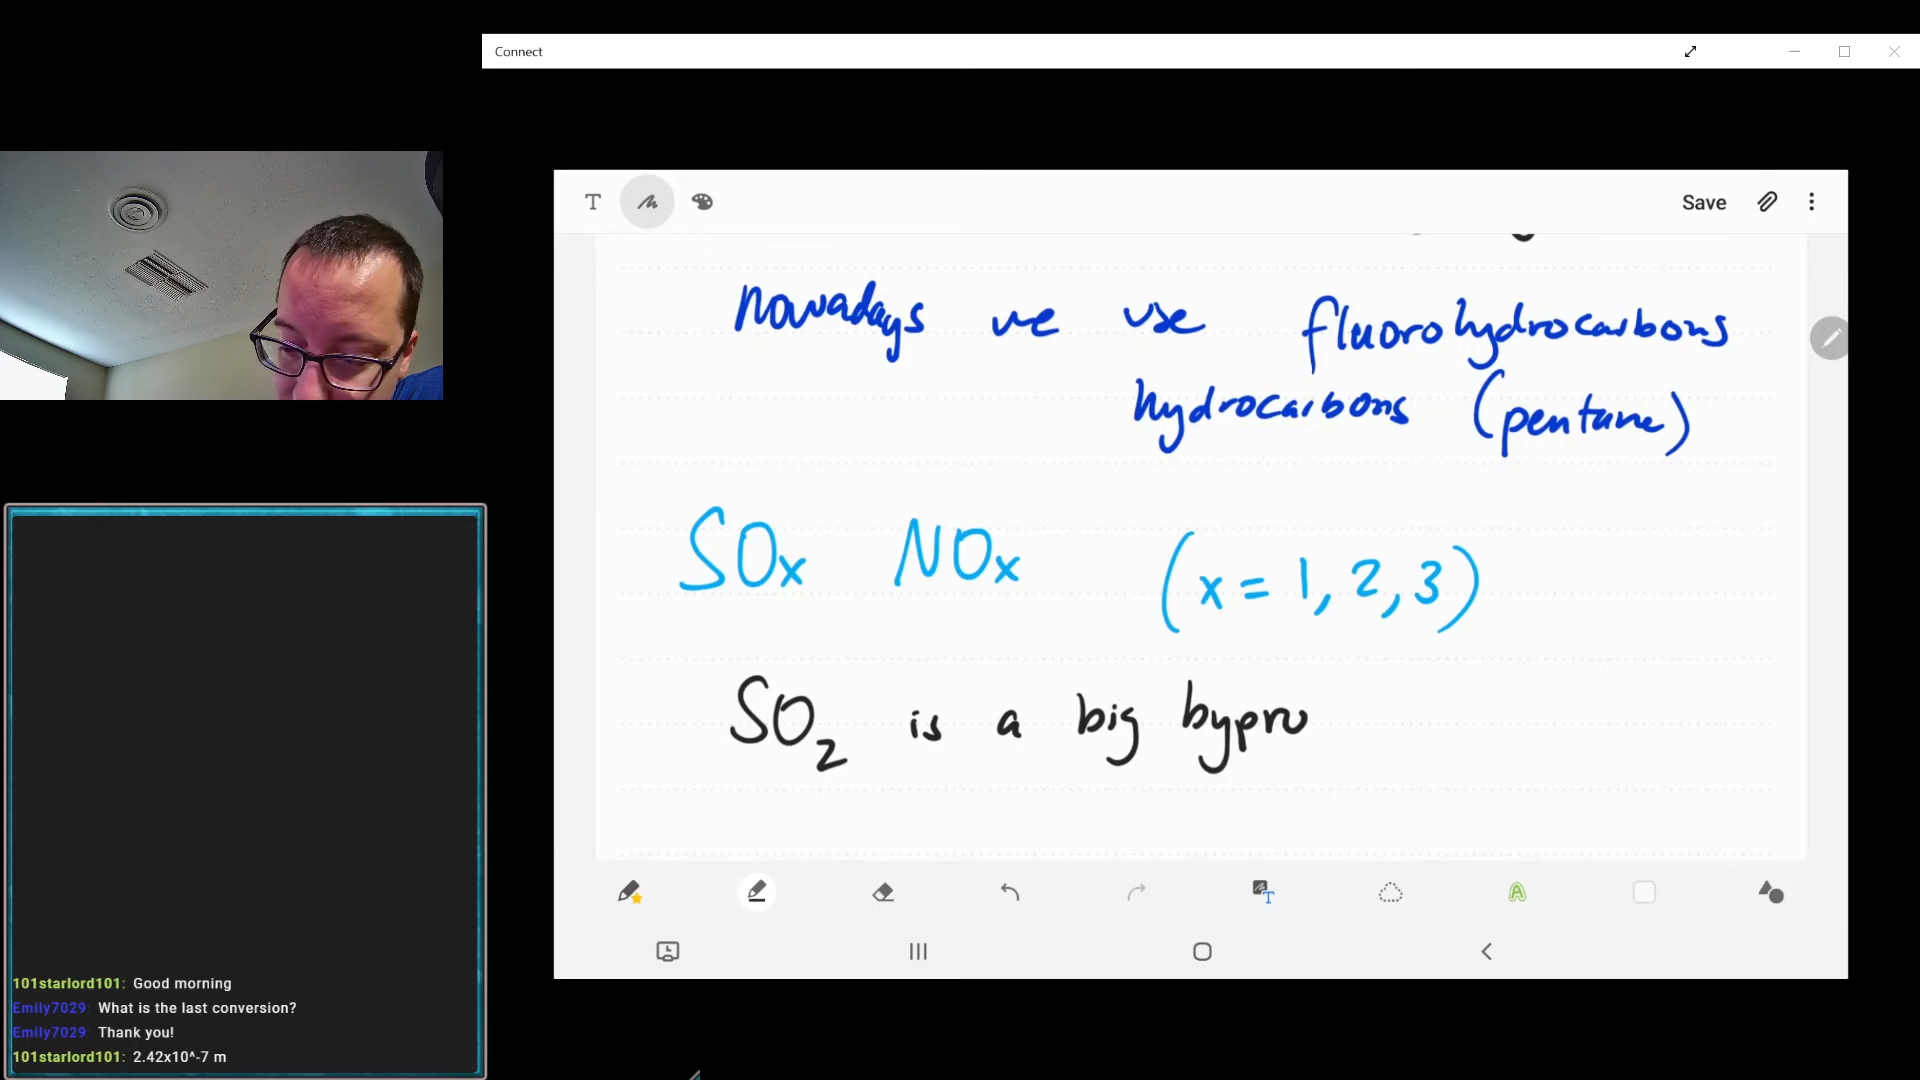 Connect
T
Save
Nowadays we use fluorohydrocarbons
hydrocarbons (pentane)
SOx NOx (x = 1, 2, 3)
SO2 is a big bypro
T
A
101starlord101: Good morning
Emily7029: What is the last conversion?
Emily7029 Thank you!
101starlord101: 2.42x10^-7 m